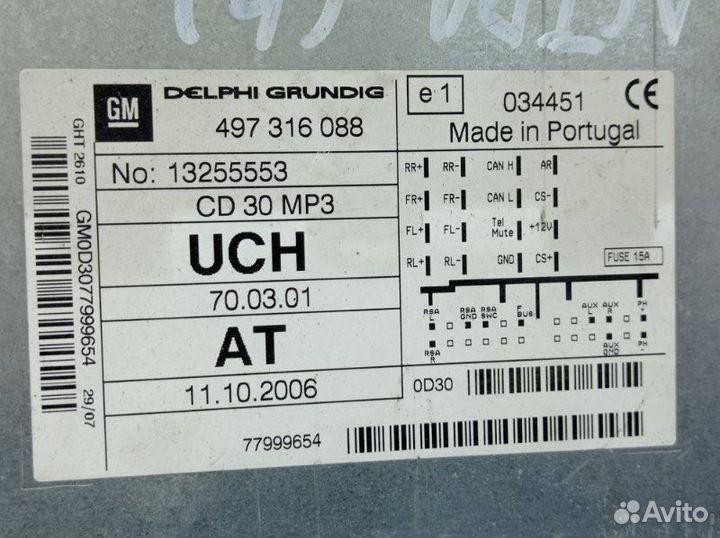 GM DELPHI GRUNDIG
497 316 088
e1 034451 CE
Made in Portugal
No: 13255553
CD 30 MP3
UCH
70.03.01
AT
11.10.2006
77999654
GHT 2610
GM0D3077999654
29/07
RR+ RR- CAN H AR
FR+ FR- CAN L CS-
FL+ FL- Tel Mute +12V
RL+ RL- GND CS+
FUSE 15A
RSA L RSA GND RSA SWC F BUS AUX L AUX R PH +
RSA R AUX GND PH -
0D30
Avito